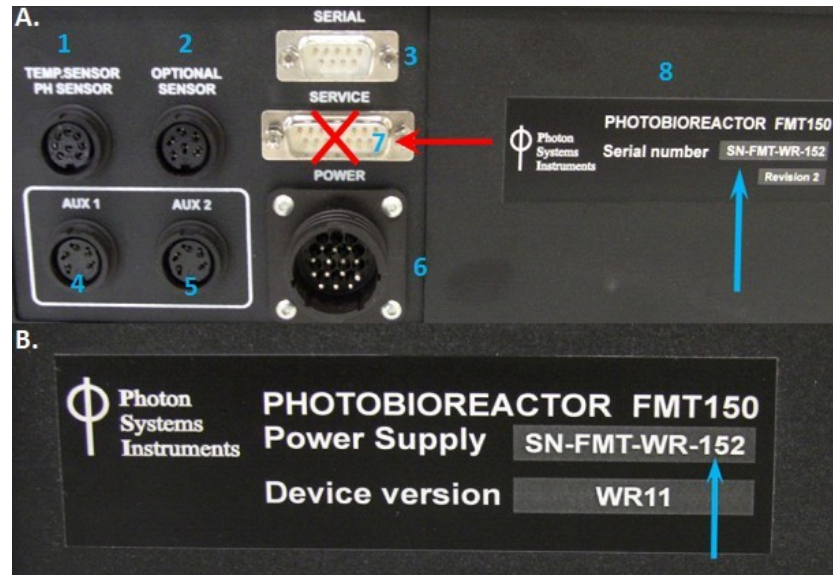 A.
1
2
SERIAL
3
TEMP.SENSOR
PH SENSOR
OPTIONAL
SENSOR
SERVICE
7
POWER
AUX 1
AUX 2
4
5
6
8
Photon
Systems
Instruments
PHOTOBIOREACTOR FMT150
Serial number SN-FMT-WR-152
Revision 2
B.
Photon
Systems
Instruments
PHOTOBIOREACTOR FMT150
Power Supply SN-FMT-WR-152
Device version WR11